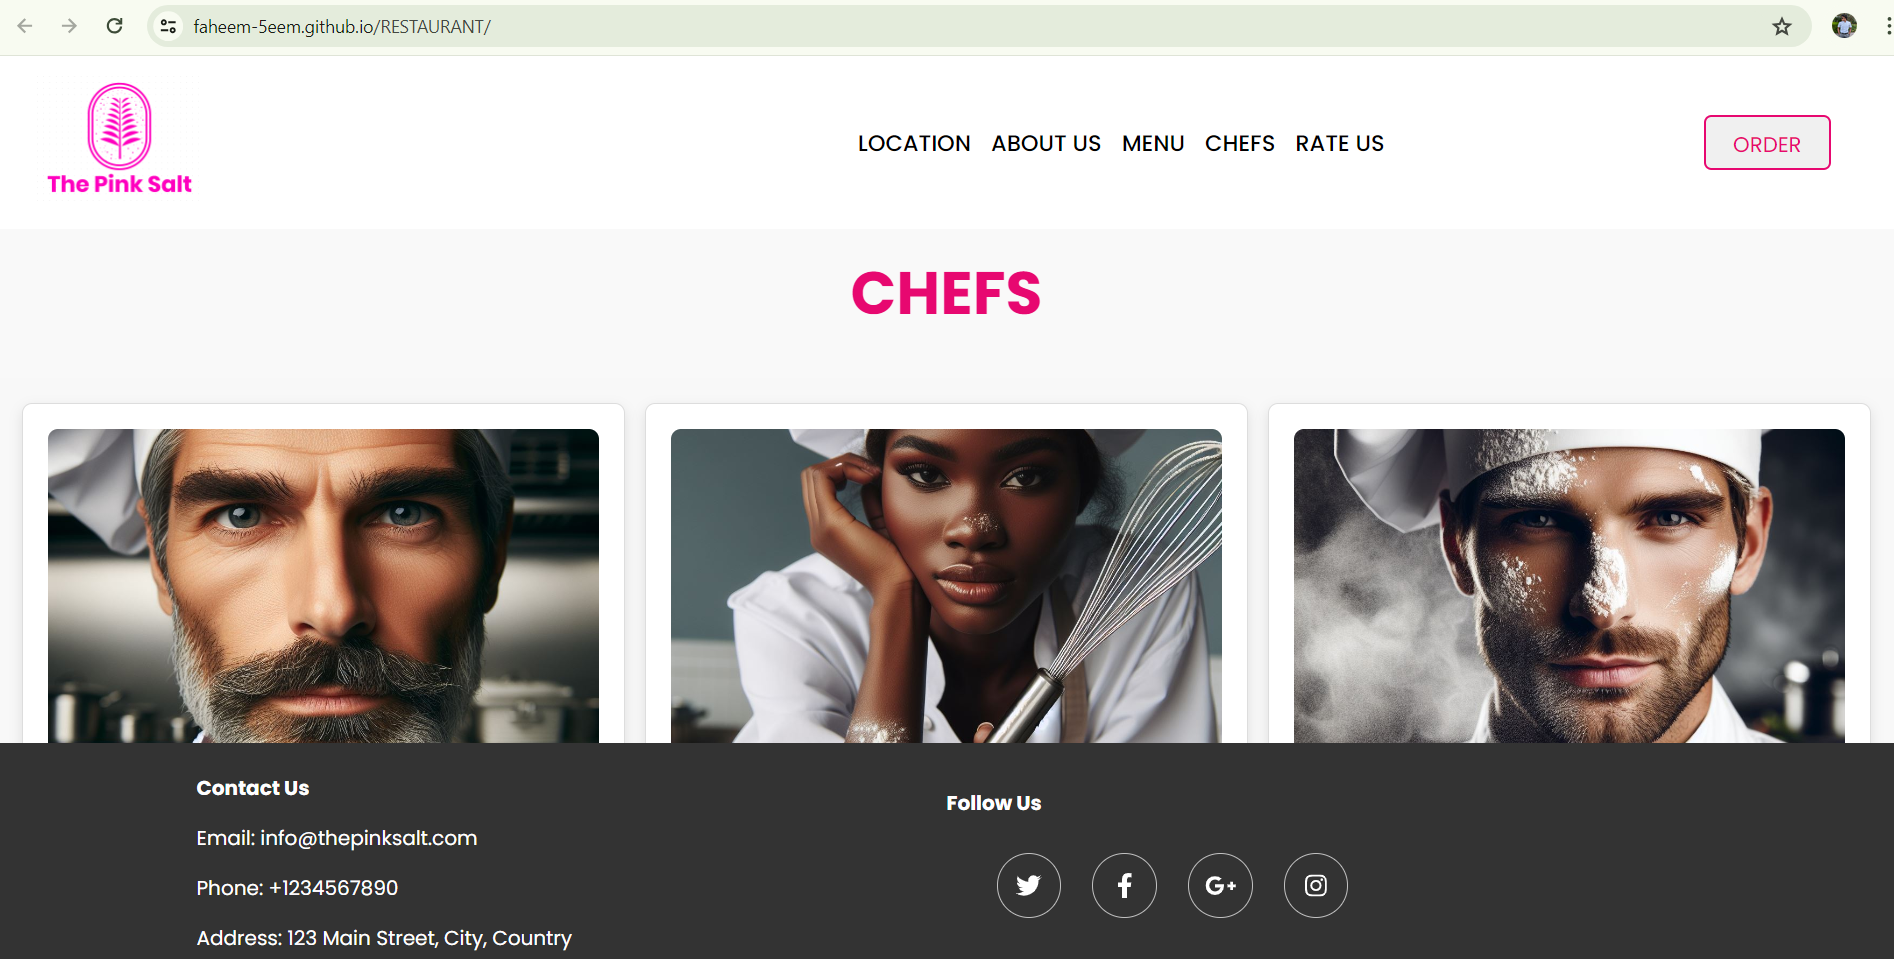 faheem-5eem.github.io/RESTAURANT/
The Pink Salt
LOCATION ABOUT US MENU CHEFS RATE US
ORDER
CHEFS
Contact Us
Email: info@thepinksalt.com
Phone: +1234567890
Address: 123 Main Street, City, Country
Follow Us
G+